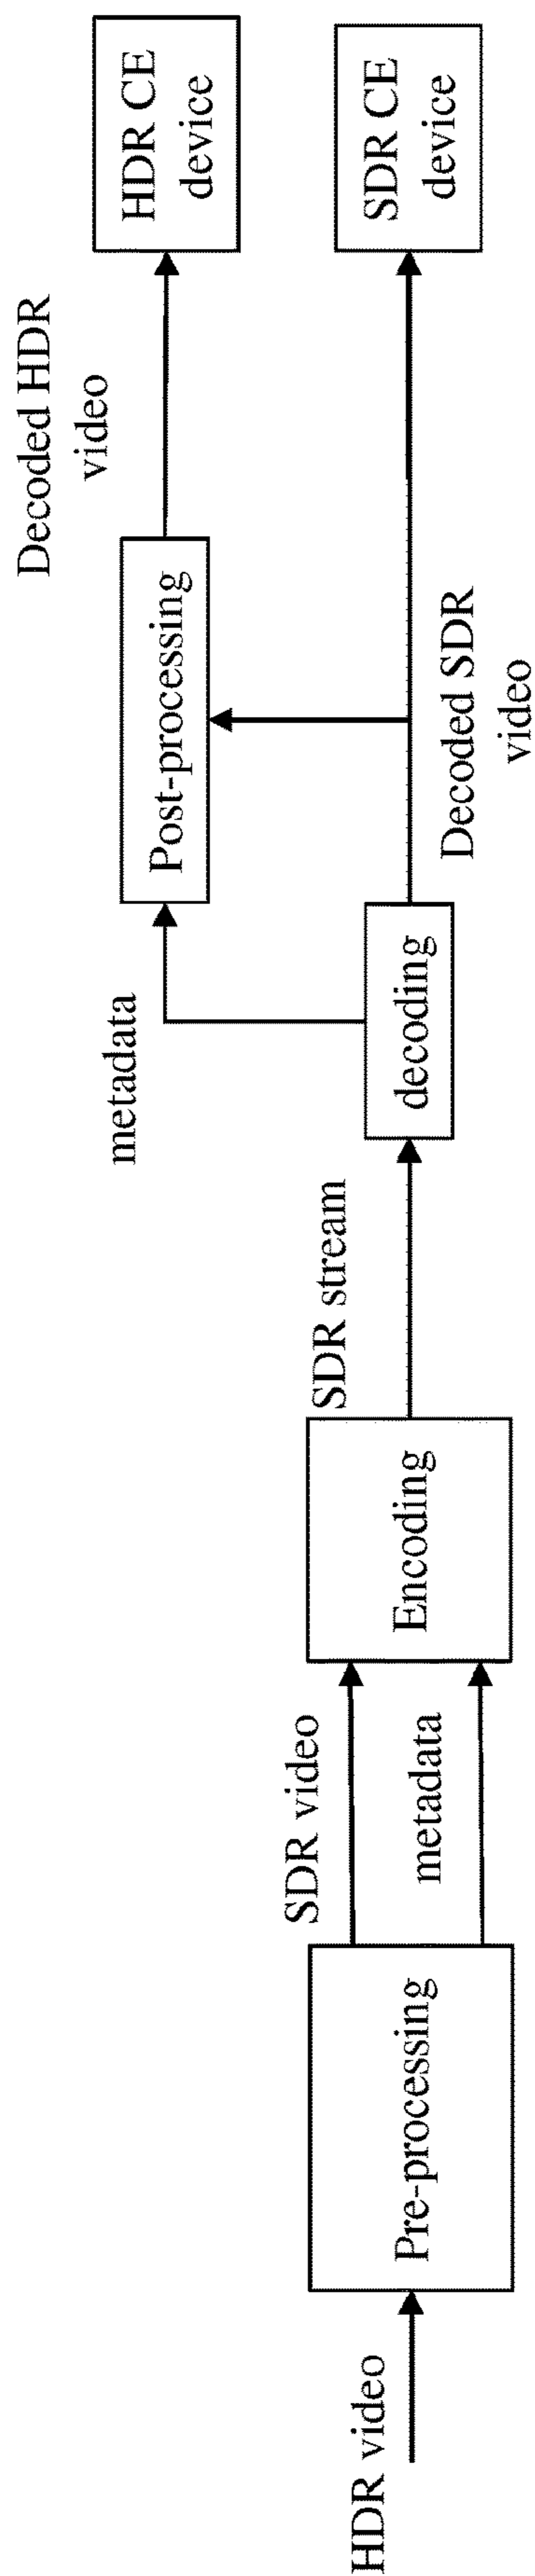 HDR video
Pre-processing
SDR video
metadata
Encoding
SDR stream
decoding
metadata
Post-processing
Decoded SDR
video
Decoded HDR
video
HDR CE
device
SDR CE
device